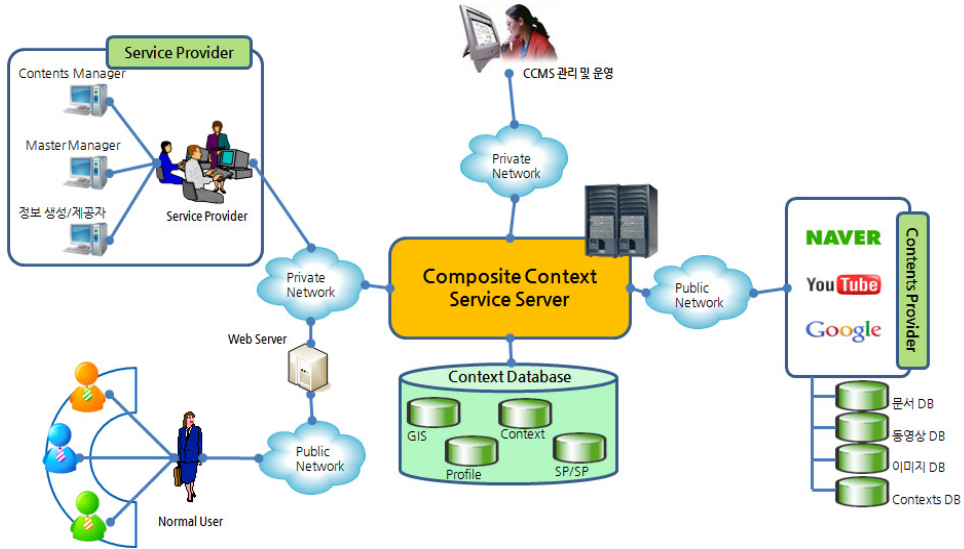 Service Provider
Contents Manager
Master Manager
정보 생성/제공자
Service Provider
CCMS 관리 및 운영
Private
Network
Private
Network
Composite Context
Service Server
Public
Network
NAVER
YouTube
Google
Contents Provider
Web Server
Context Database
GIS
Context
Profile
SP/SP
Public
Network
Normal User
문서 DB
동영상 DB
이미지 DB
Contexts DB